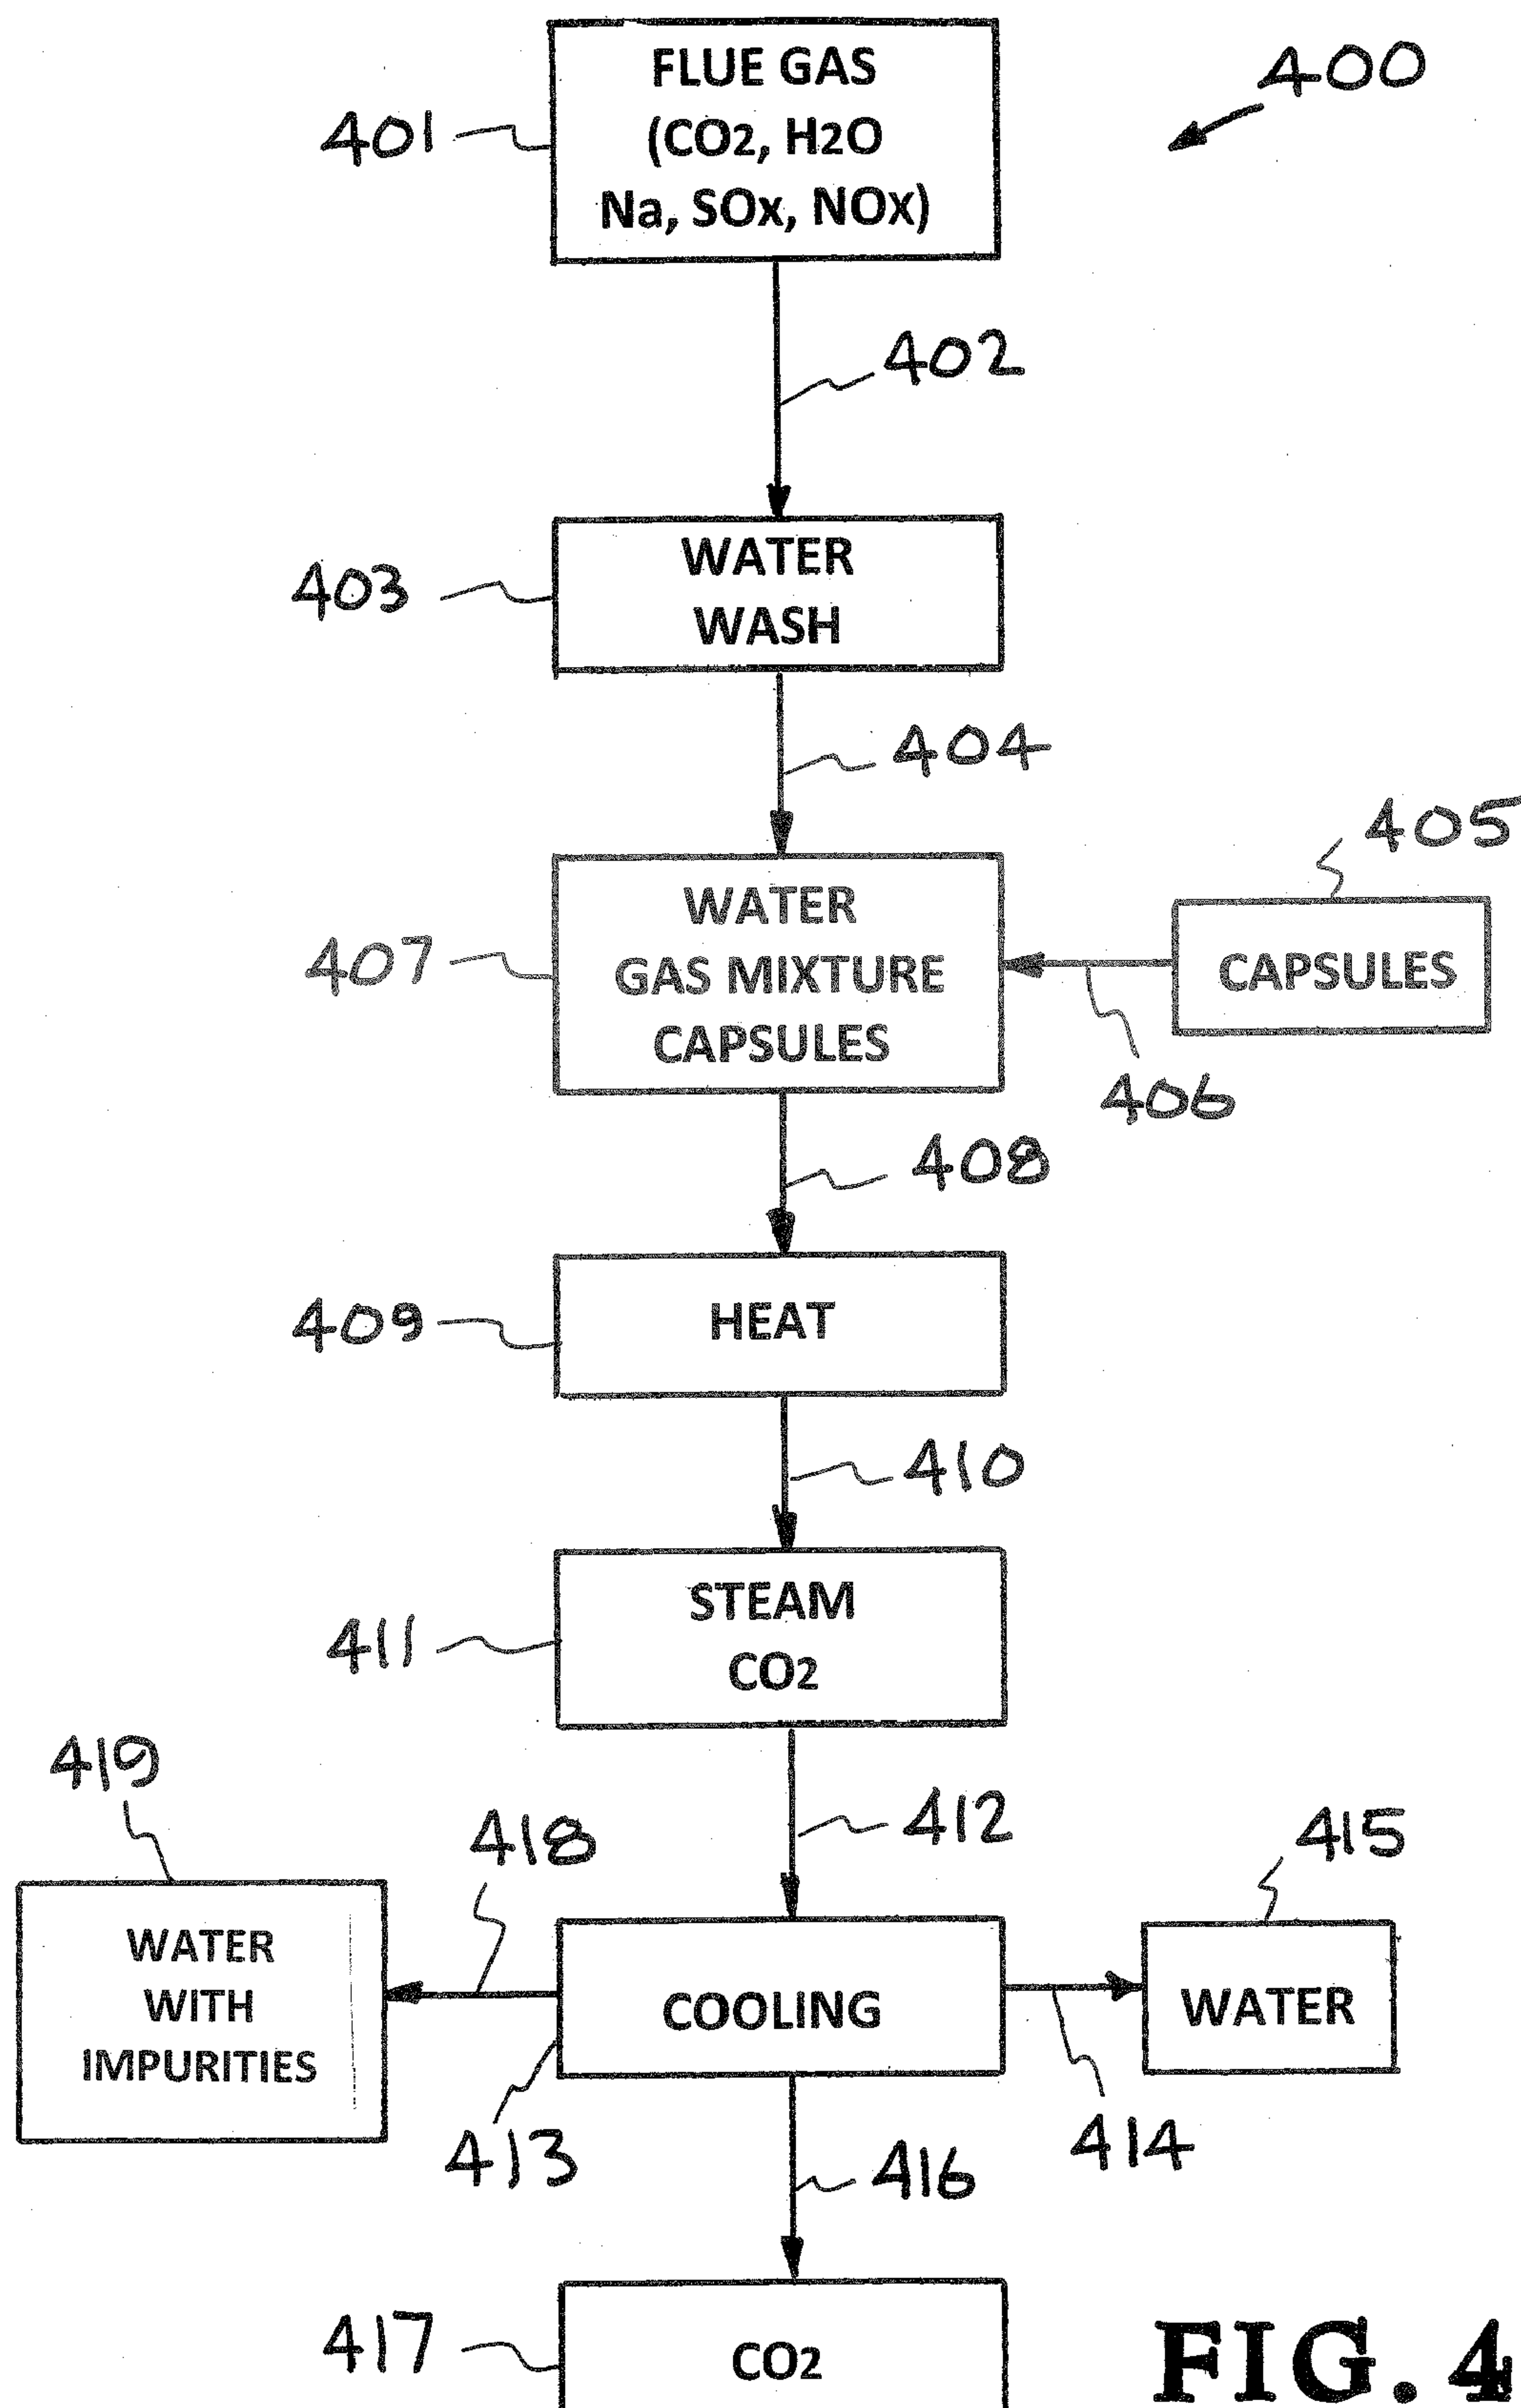 400
FLUE GAS
401
(CO2, H2O
Na, SOx, NOx)
402
WATER
403
WASH
404
405
WATER
407
GAS MIXTURE
CAPSULES
CAPSULES
406
408
409
HEAT
410
STEAM
411
CO2
419
412
418
415
WATER
WITH
IMPURITIES
COOLING
WATER
413
414
416
417
CO2
FIG. 4